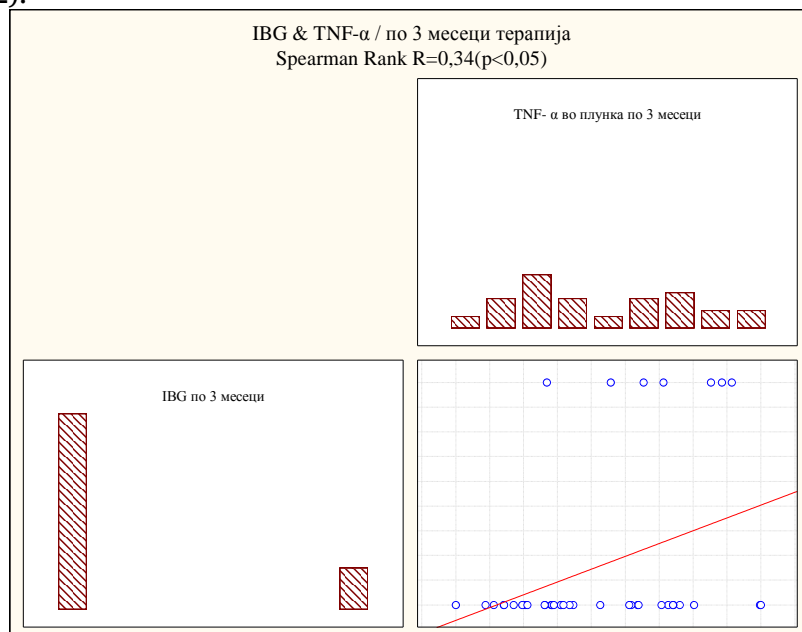 IBG & TNF-α / по 3 месеци терапија
Spearman Rank R=0,34(p<0,05)
TNF- α во плунка по 3 месеци
IBG по 3 месеци